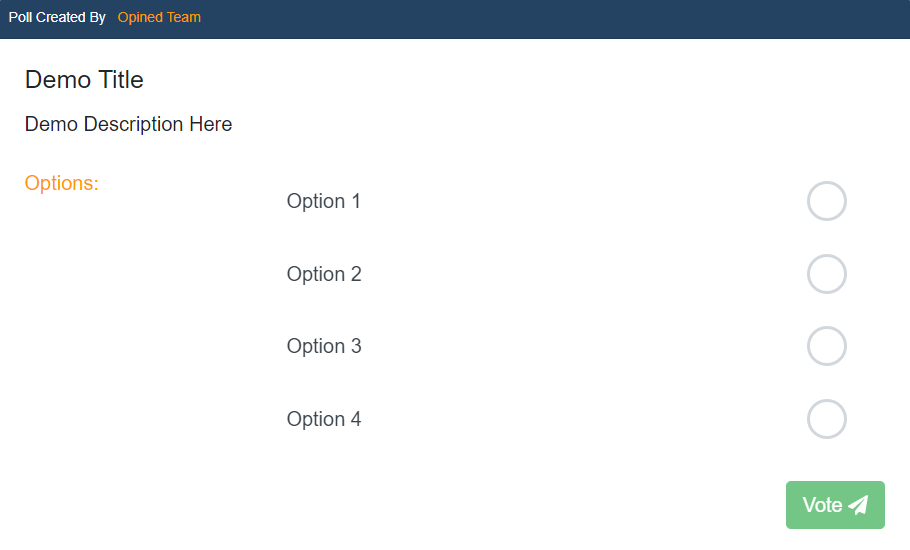 Poll Created By Opined Team
Demo Title
Demo Description Here
Options:
Option 1
Option 2
Option 3
Option 4
Vote